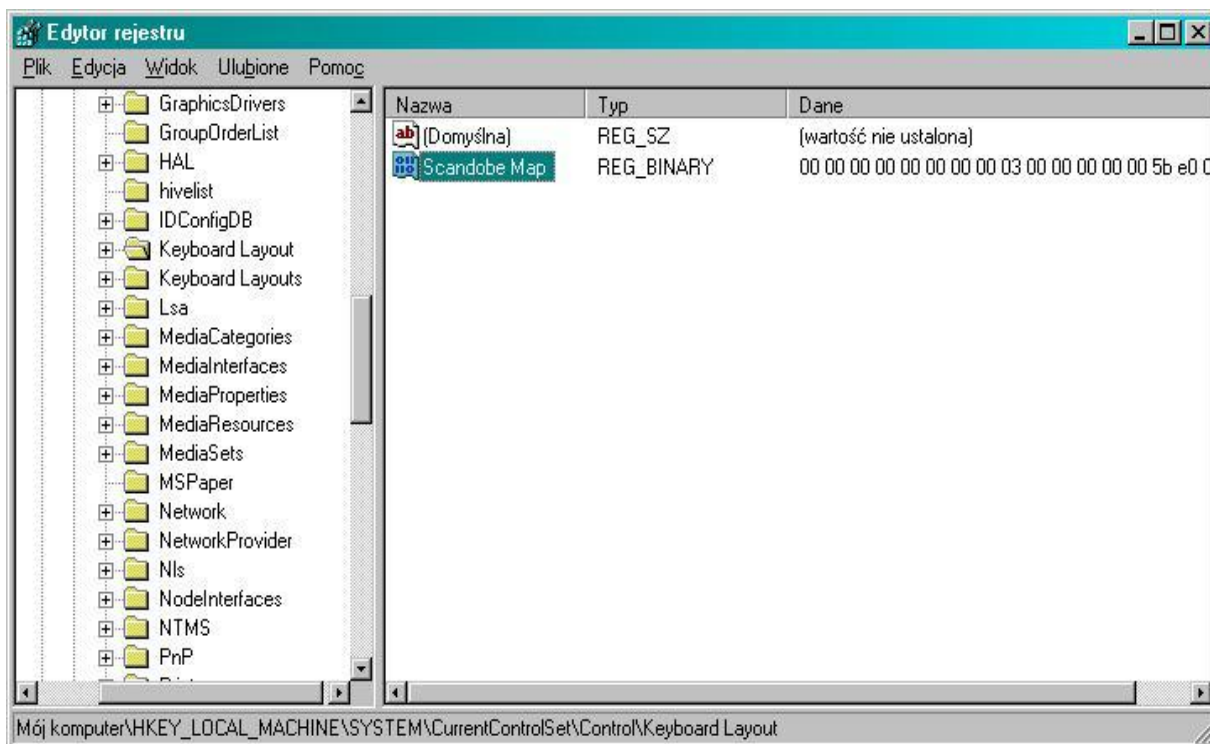 Edytor rejestru
Plik Edycja Widok Ulubione Pomoc
GraphicsDrivers
GroupOrderList
HAL
hivelist
IDConfigDB
Keyboard Layout
Keyboard Layouts
Lsa
MediaCategories
MediaInterfaces
MediaProperties
MediaResources
MediaSets
MSPaper
Network
NetworkProvider
Nls
NodeInterfaces
NTMS
PnP
Nazwa Typ Dane
(Domyślna) REG_SZ (wartość nie ustalona)
Scandobe Map REG_BINARY 00 00 00 00 00 00 00 00 03 00 00 00 00 00 5b e0
Mój komputer\HKEY_LOCAL_MACHINE\SYSTEM\CurrentControlSet\Control\Keyboard Layout